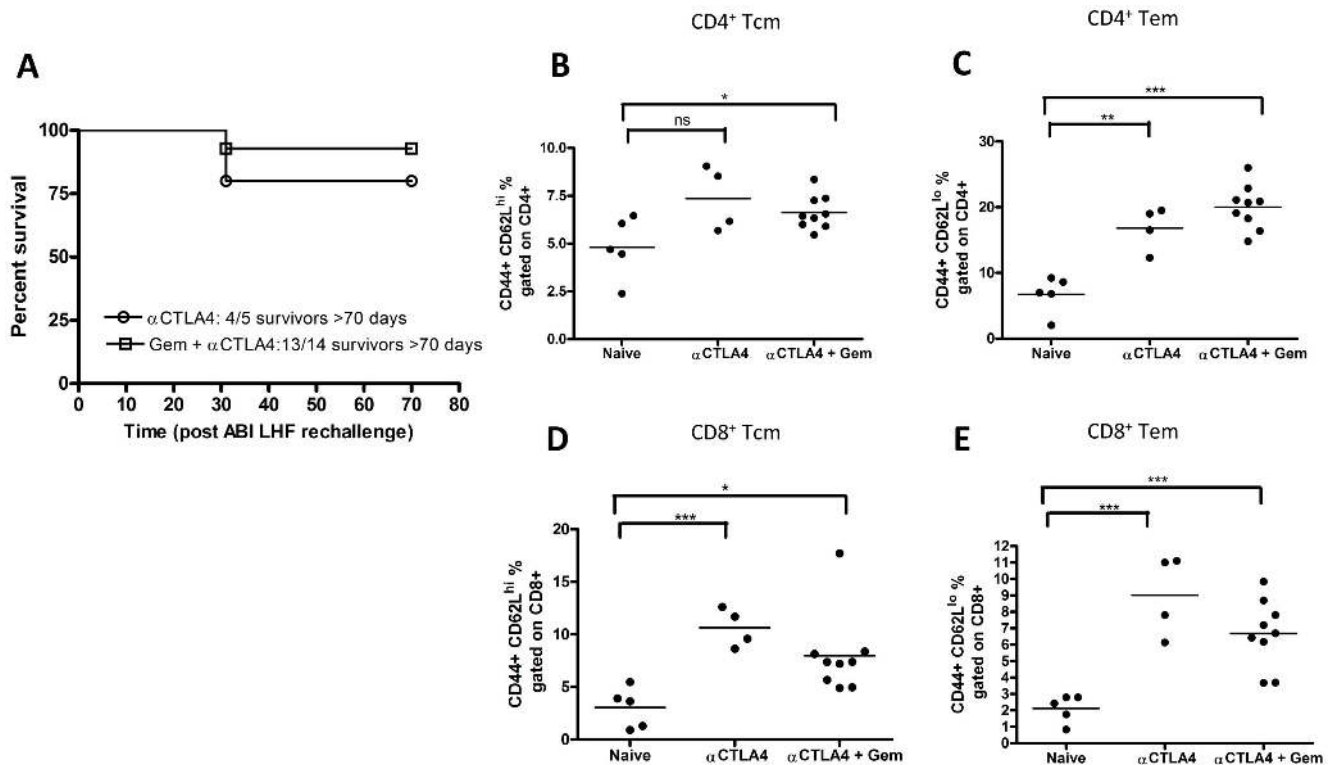 A
Percent survival
100
75
50
25
0
αCTLA4: 4/5 survivors >70 days
Gem + αCTLA4:13/14 survivors >70 days
0 10 20 30 40 50 60 70 80
Time (post ABI LHF rechallenge)
CD4+ Tcm
B
*
ns
CD44+ CD62Lhi %
gated on CD4+
10.0
7.5
5.0
2.5
0.0
Naive αCTLA4 αCTLA4 + Gem
CD4+ Tem
C
***
**
CD44+ CD62Llo %
gated on CD4+
30
20
10
0
Naive αCTLA4 αCTLA4 + Gem
CD8+ Tcm
D
*
***
CD44+ CD62Lhi %
gated on CD8+
20
15
10
5
0
Naive αCTLA4 αCTLA4 + Gem
CD8+ Tem
E
***
***
CD44+ CD62Llo %
gated on CD8+
12
11
10
9
8
7
6
5
4
3
2
1
0
Naive αCTLA4 αCTLA4 + Gem